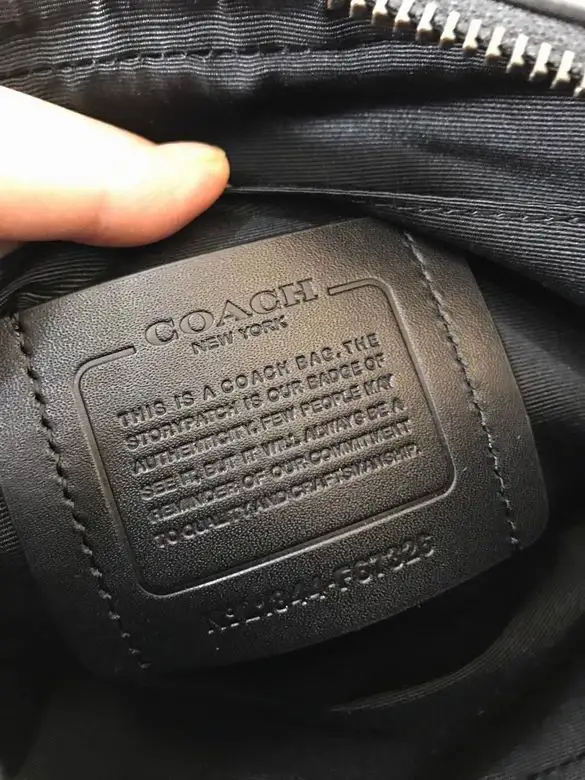 COACH
NEW YORK
THIS IS A COACH BAG. THE
STORYPATCH IS OUR BADGE OF
AUTHENTICITY. FEW PEOPLE MAY
SEE IT, BUT IT WILL ALWAYS BE A
REMINDER OF OUR COMMITMENT
TO QUALITY AND CRAFTSMANSHIP.